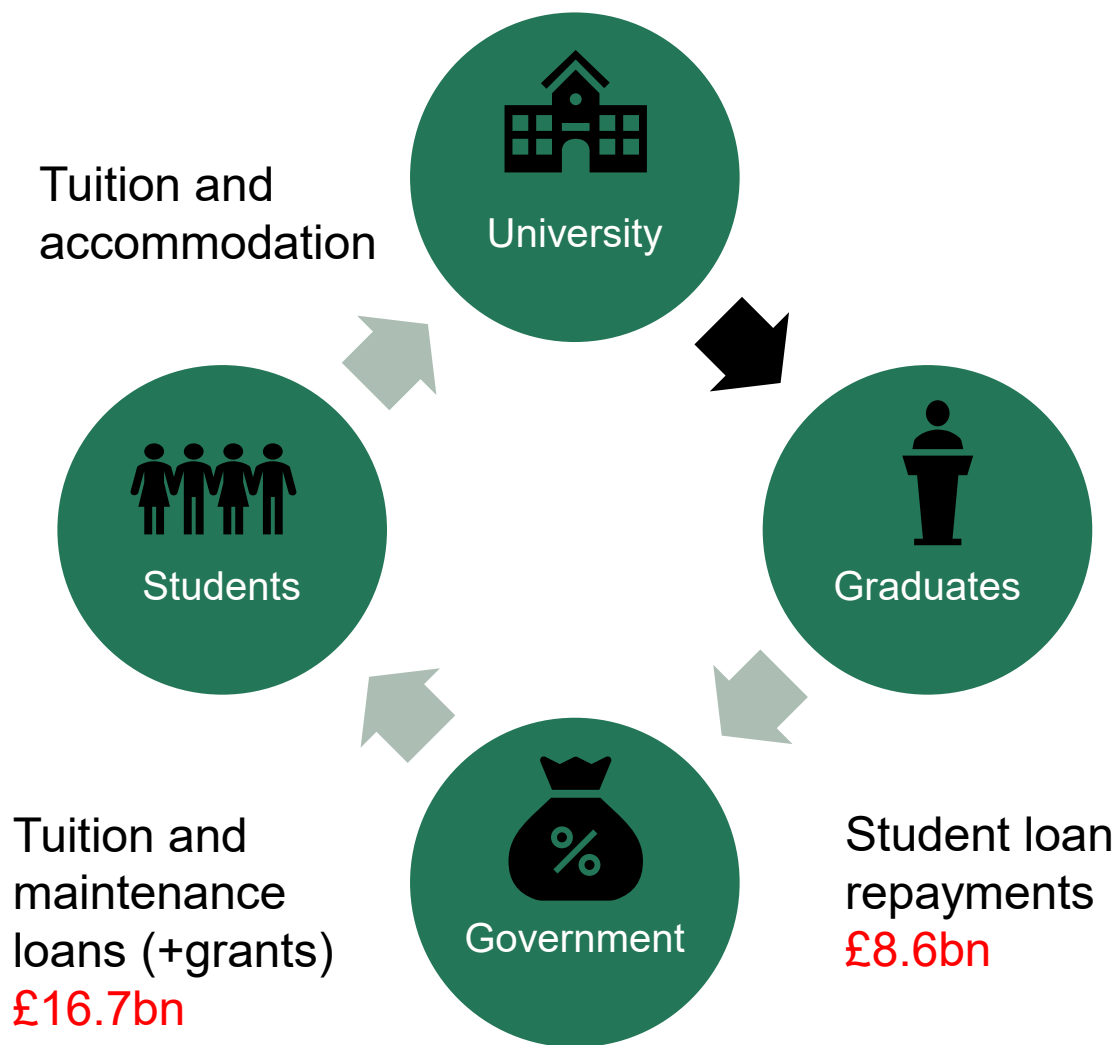 University
Tuition and
accommodation
Students
Graduates
Government
Tuition and
maintenance
loans (+grants)
£16.7bn
Student loan
repayments
£8.6bn
%